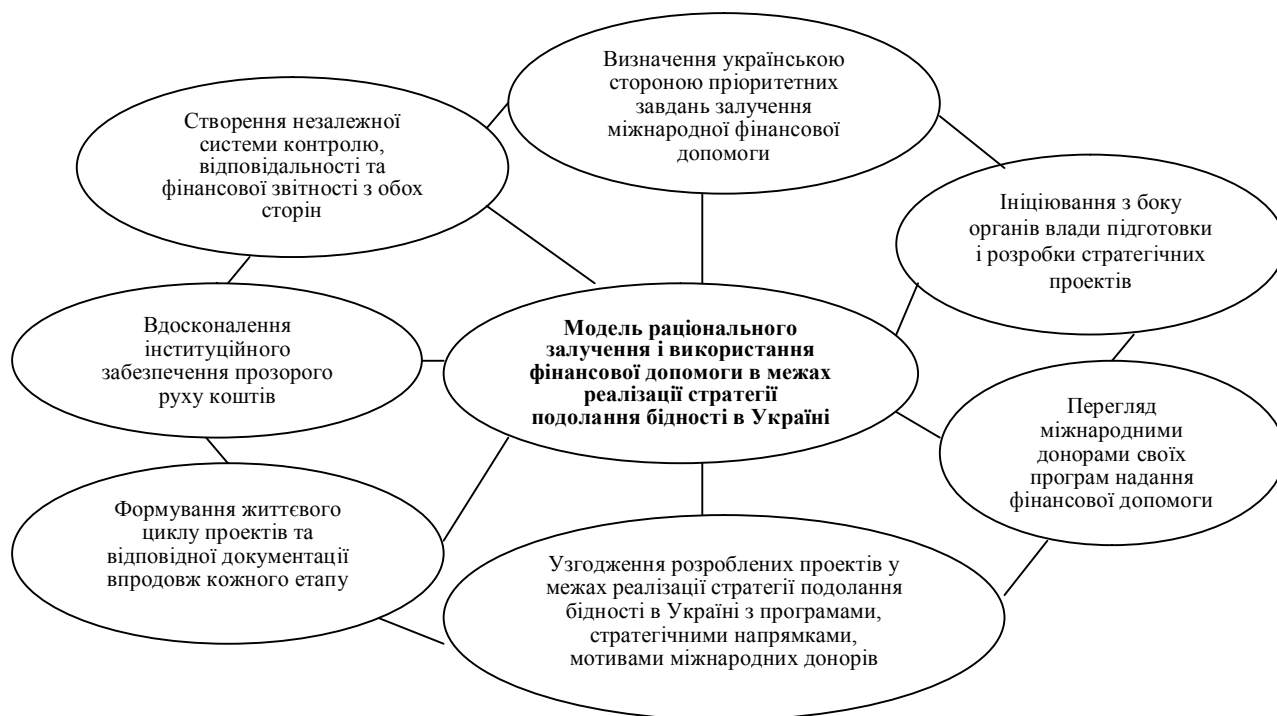 Визначення українською
стороною пріоритетних
завдань залучення
міжнародної фінансової
допомоги
Створення незалежної
системи контролю,
відповідальності та
фінансової звітності з обох
сторін
Ініціювання з боку
органів влади підготовки
і розробки стратегічних
проектів
Вдосконалення
інституційного
забезпечення прозорого
руху коштів
Модель раціонального
залучення і використання
фінансової допомоги в межах
реалізації стратегії
подолання бідності в Україні
Перегляд
міжнародними
донорами своїх
програм надання
фінансової допомоги
Формування життєвого
циклу проектів та
відповідної документації
впродовж кожного етапу
Узгодження розроблених проектів у
межах реалізації стратегії подолання
бідності в Україні з програмами,
стратегічними напрямками,
мотивами міжнародних донорів